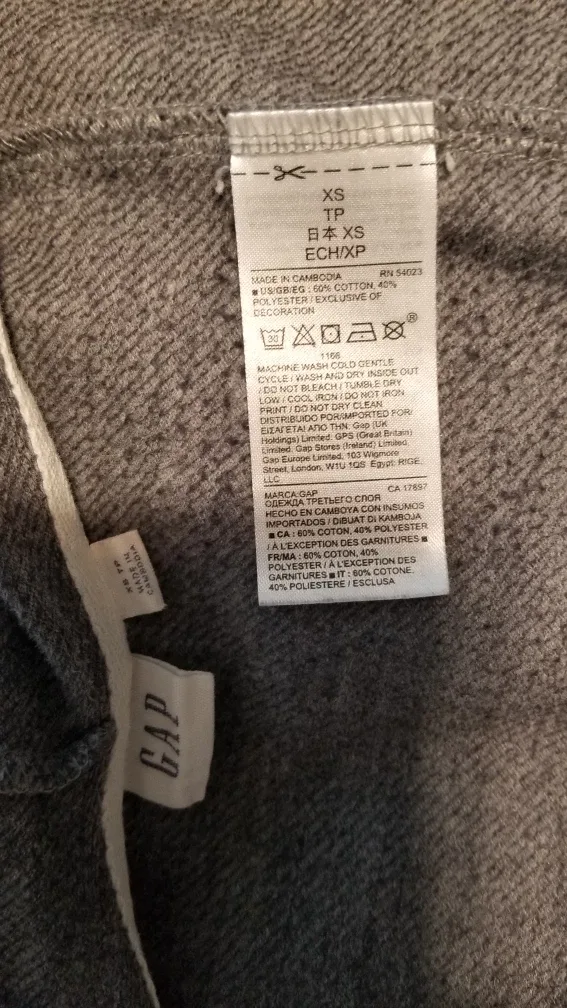 XS
TP
日本 XS
ECH/XP
MADE IN CAMBODIA RN 54023
■ US/GB/EG : 60% COTTON, 40%
POLYESTER / EXCLUSIVE OF
DECORATION
30
®
1168
MACHINE WASH COLD GENTLE
CYCLE / WASH AND DRY INSIDE OUT
/ DO NOT BLEACH / TUMBLE DRY
LOW / COOL IRON / DO NOT IRON
PRINT / DO NOT DRY CLEAN
DISTRIBUIDO POR/IMPORTED FOR/
ΕΙΣΑΓΕΤΑΙ ΑΠΟ ΤΗΝ: Gap (UK
Holdings) Limited: GPS (Great Britain)
Limited. Gap Stores (Ireland) Limited,
Gap Europe Limited, 103 Wigmore
Street, London, W1U 1QS Egypt: RIGE,
LLC
MARCA:GAP CA 17897
ОДЕЖДА ТРЕТЬЕГО СЛОЯ
HECHO EN CAMBOYA CON INSUMOS
IMPORTADOS / DIBUAT DI KAMBOJA
■ CA : 60% COTON, 40% POLYESTER
/ À L'EXCEPTION DES GARNITURES ■
FR/MA : 60% COTON, 40%
POLYESTER / À L'EXCEPTION DES
GARNITURES ■ IT : 60% COTONE,
40% POLIESTERE / ESCLUSA
XS TP
MADE IN
CAMBODIA
GAP